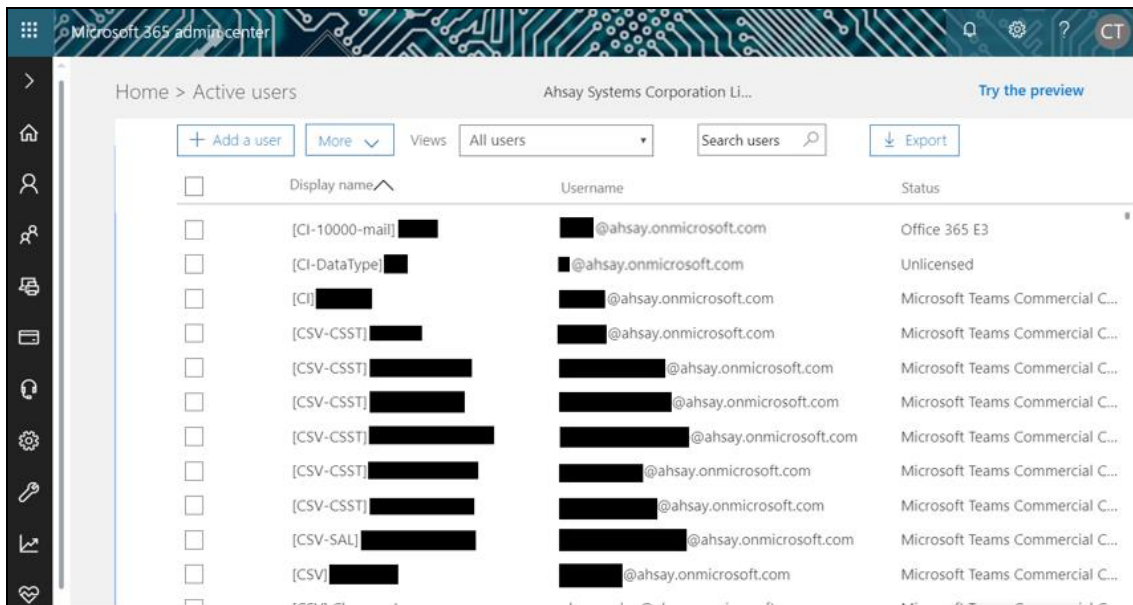 Microsoft 365 admin center ? CT
Home > Active users Ahsay Systems Corporation Li... Try the preview
+ Add a user More Views All users Search users Export
Display name Username Status
[CI-10000-mail] @ahsay.onmicrosoft.com Office 365 E3
[CI-DataType] @ahsay.onmicrosoft.com Unlicensed
[CI] @ahsay.onmicrosoft.com Microsoft Teams Commercial C...
[CSV-CSST] @ahsay.onmicrosoft.com Microsoft Teams Commercial C...
[CSV-CSST] @ahsay.onmicrosoft.com Microsoft Teams Commercial C...
[CSV-CSST] @ahsay.onmicrosoft.com Microsoft Teams Commercial C...
[CSV-CSST] @ahsay.onmicrosoft.com Microsoft Teams Commercial C...
[CSV-CSST] @ahsay.onmicrosoft.com Microsoft Teams Commercial C...
[CSV-CSST] @ahsay.onmicrosoft.com Microsoft Teams Commercial C...
[CSV-SAL] @ahsay.onmicrosoft.com Microsoft Teams Commercial C...
[CSV] @ahsay.onmicrosoft.com Microsoft Teams Commercial C...